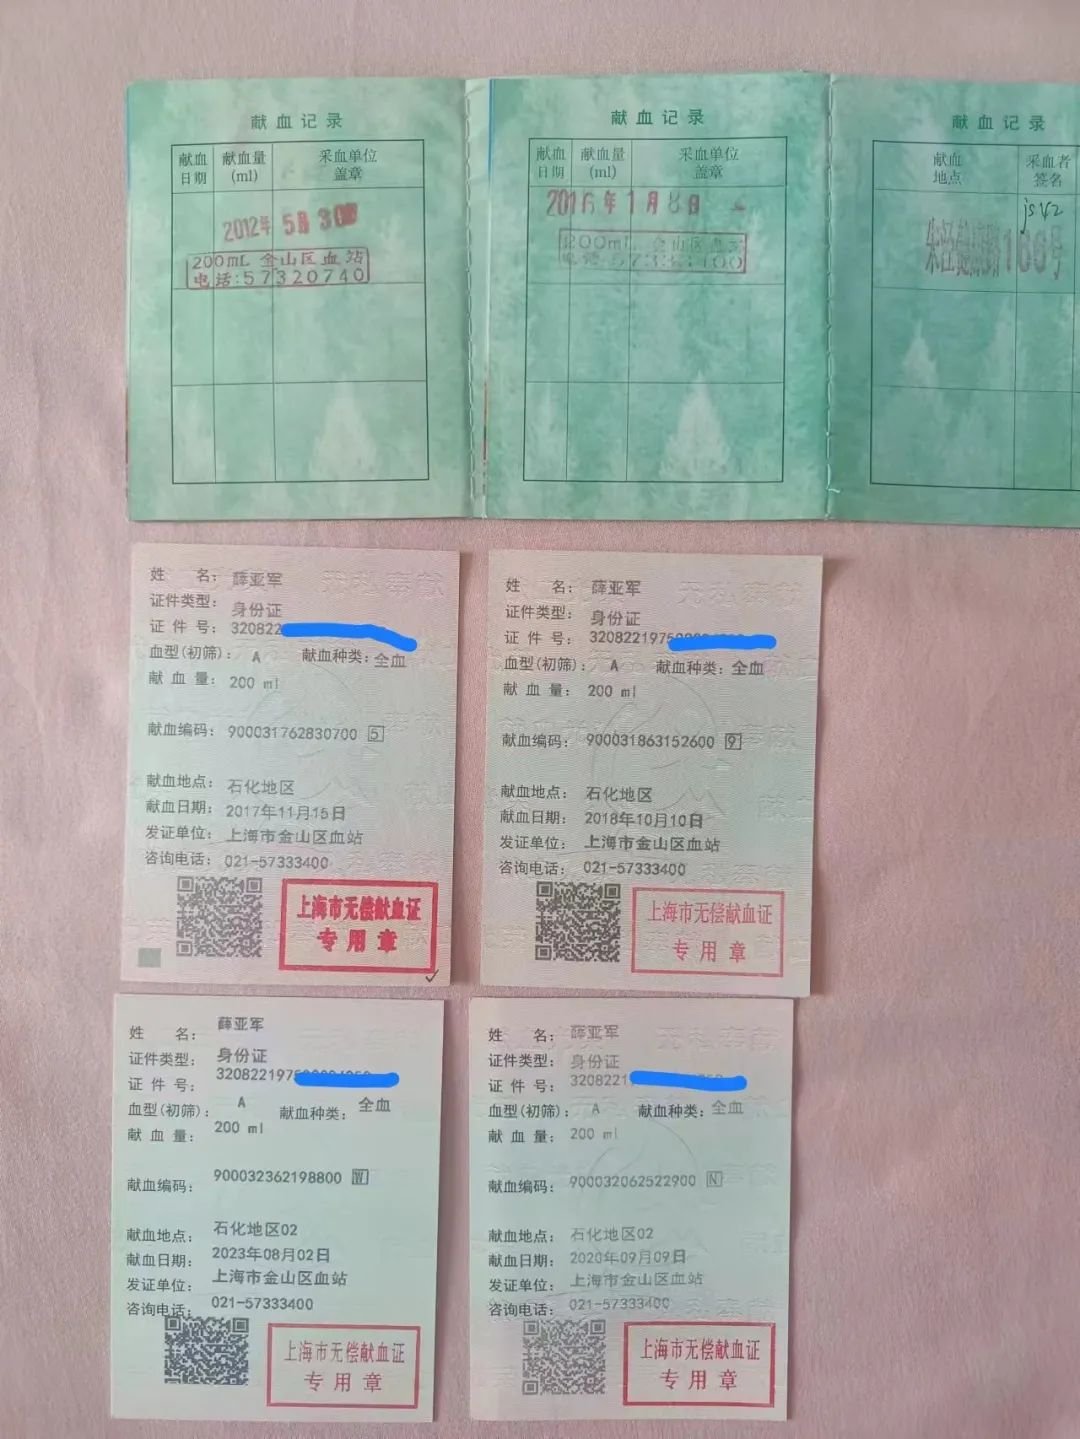 献血记录
献血日期 献血量(ml) 采血单位盖章
2012年 5月30日
200mL 金山区血站
电话:57320740
献血记录
献血日期 献血量(ml) 采血单位盖章
2016年1月8日
200mL 金山区血站
献血记录
献血地点 采血者签名
100号
姓 名: 薛亚军
证件类型: 身份证
证 件 号: 320822
血型(初筛): A 献血种类: 全血
献 血 量: 200 ml
献血编码: 900031762830700 5
献血地点: 石化地区
献血日期: 2017年11月15日
发证单位: 上海市金山区血站
咨询电话: 021-57333400
上海市无偿献血证
专用章
姓 名: 薛亚军
证件类型: 身份证
证 件 号: 3208221975
血型(初筛): A 献血种类: 全血
献 血 量: 200 ml
献血编码: 900031863152600 9
献血地点: 石化地区
献血日期: 2018年10月10日
发证单位: 上海市金山区血站
咨询电话: 021-57333400
上海市无偿献血证
专用章
姓 名: 薛亚军
证件类型: 身份证
证 件 号: 320822197
血型(初筛): A 献血种类: 全血
献 血 量: 200 ml
献血编码: 900032362198800 W
献血地点: 石化地区02
献血日期: 2023年08月02日
发证单位: 上海市金山区血站
咨询电话: 021-57333400
上海市无偿献血证
专用章
姓 名: 薛亚军
证件类型: 身份证
证 件 号: 3208221
血型(初筛): A 献血种类: 全血
献 血 量: 200 ml
献血编码: 900032062522900 N
献血地点: 石化地区02
献血日期: 2020年09月09日
发证单位: 上海市金山区血站
咨询电话: 021-57333400
上海市无偿献血证
专用章